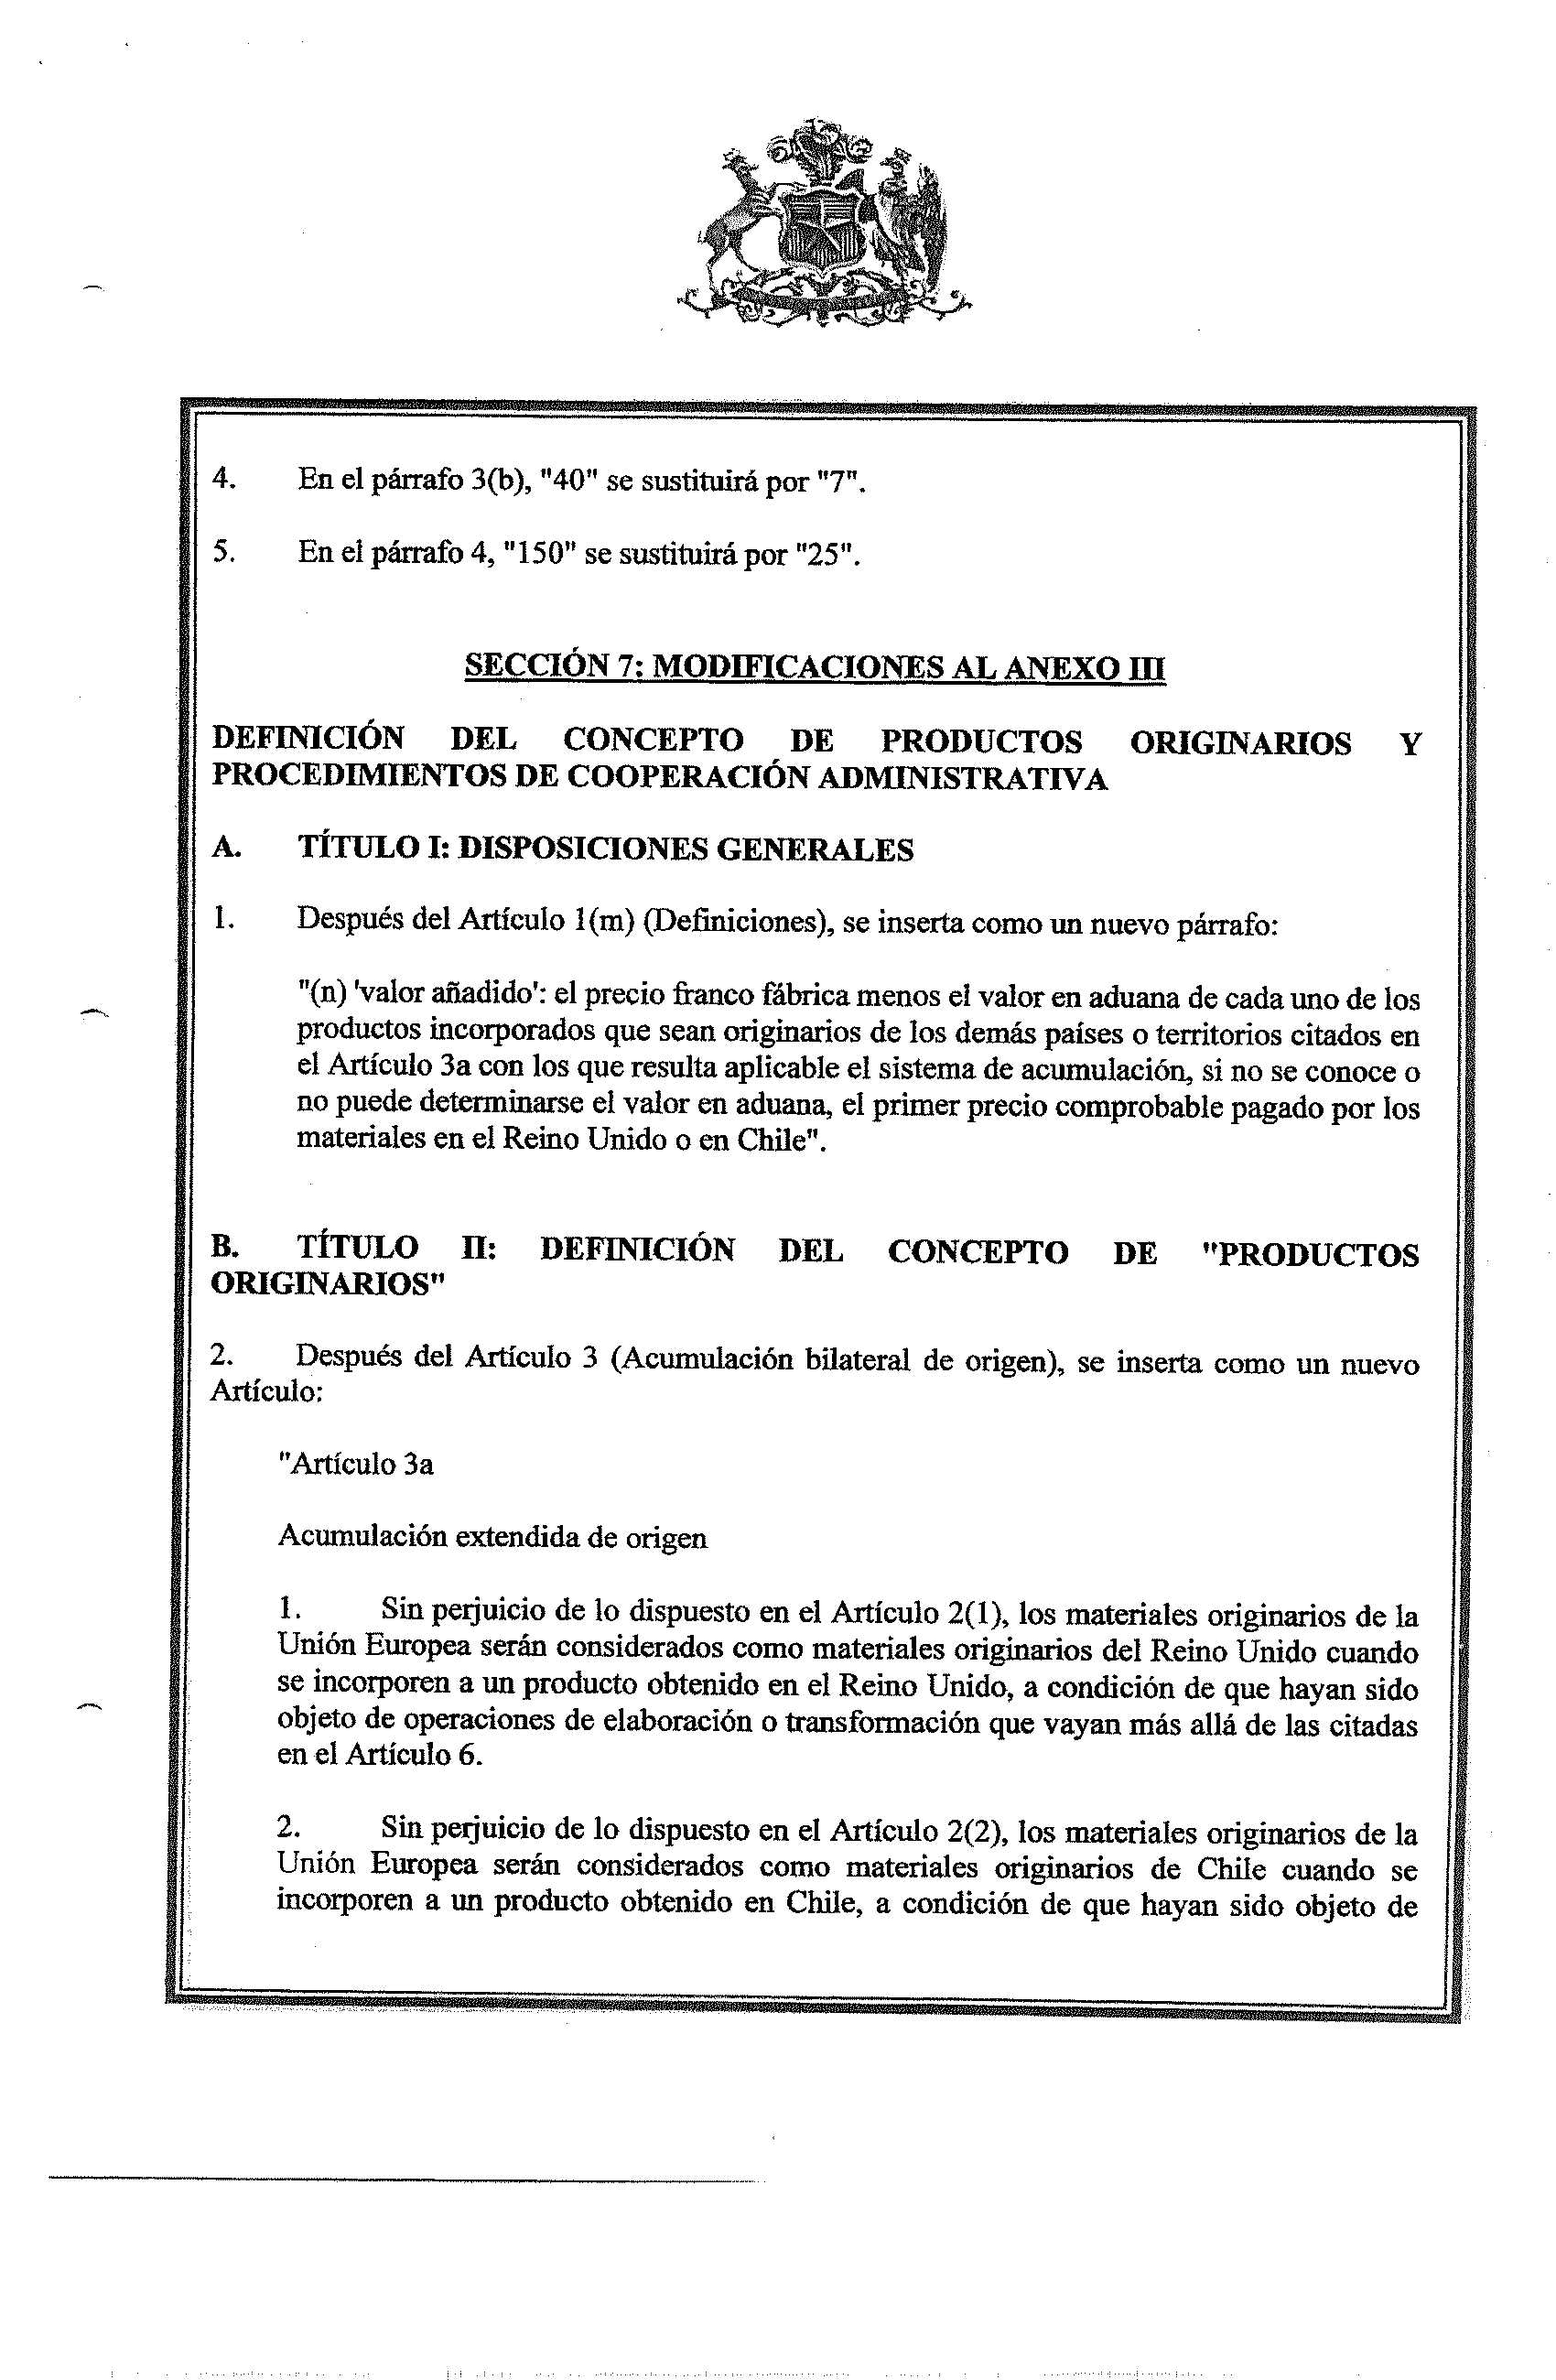 4. En el párrafo 3(b), "40" se sustituirá por "7".
5. En el párrafo 4, "150" se sustituirá por "25".
SECCIÓN 7: MODIFICACIONES AL ANEXO III
DEFINICIÓN DEL CONCEPTO DE PRODUCTOS ORIGINARIOS Y
PROCEDIMIENTOS DE COOPERACIÓN ADMINISTRATIVA
A. TÍTULO I: DISPOSICIONES GENERALES
1. Después del Artículo 1(m) (Definiciones), se inserta como un nuevo párrafo:
"(n) 'valor añadido': el precio franco fábrica menos el valor en aduana de cada uno de los
productos incorporados que sean originarios de los demás países o territorios citados en
el Artículo 3a con los que resulta aplicable el sistema de acumulación, si no se conoce o
no puede determinarse el valor en aduana, el primer precio comprobable pagado por los
materiales en el Reino Unido o en Chile".
B. TÍTULO II: DEFINICIÓN DEL CONCEPTO DE "PRODUCTOS
ORIGINARIOS"
2. Después del Artículo 3 (Acumulación bilateral de origen), se inserta como un nuevo
Artículo:
"Artículo 3a
Acumulación extendida de origen
1. Sin perjuicio de lo dispuesto en el Artículo 2(1), los materiales originarios de la
Unión Europea serán considerados como materiales originarios del Reino Unido cuando
se incorporen a un producto obtenido en el Reino Unido, a condición de que hayan sido
objeto de operaciones de elaboración o transformación que vayan más allá de las citadas
en el Artículo 6.
2. Sin perjuicio de lo dispuesto en el Artículo 2(2), los materiales originarios de la
Unión Europea serán considerados como materiales originarios de Chile cuando se
incorporen a un producto obtenido en Chile, a condición de que hayan sido objeto de